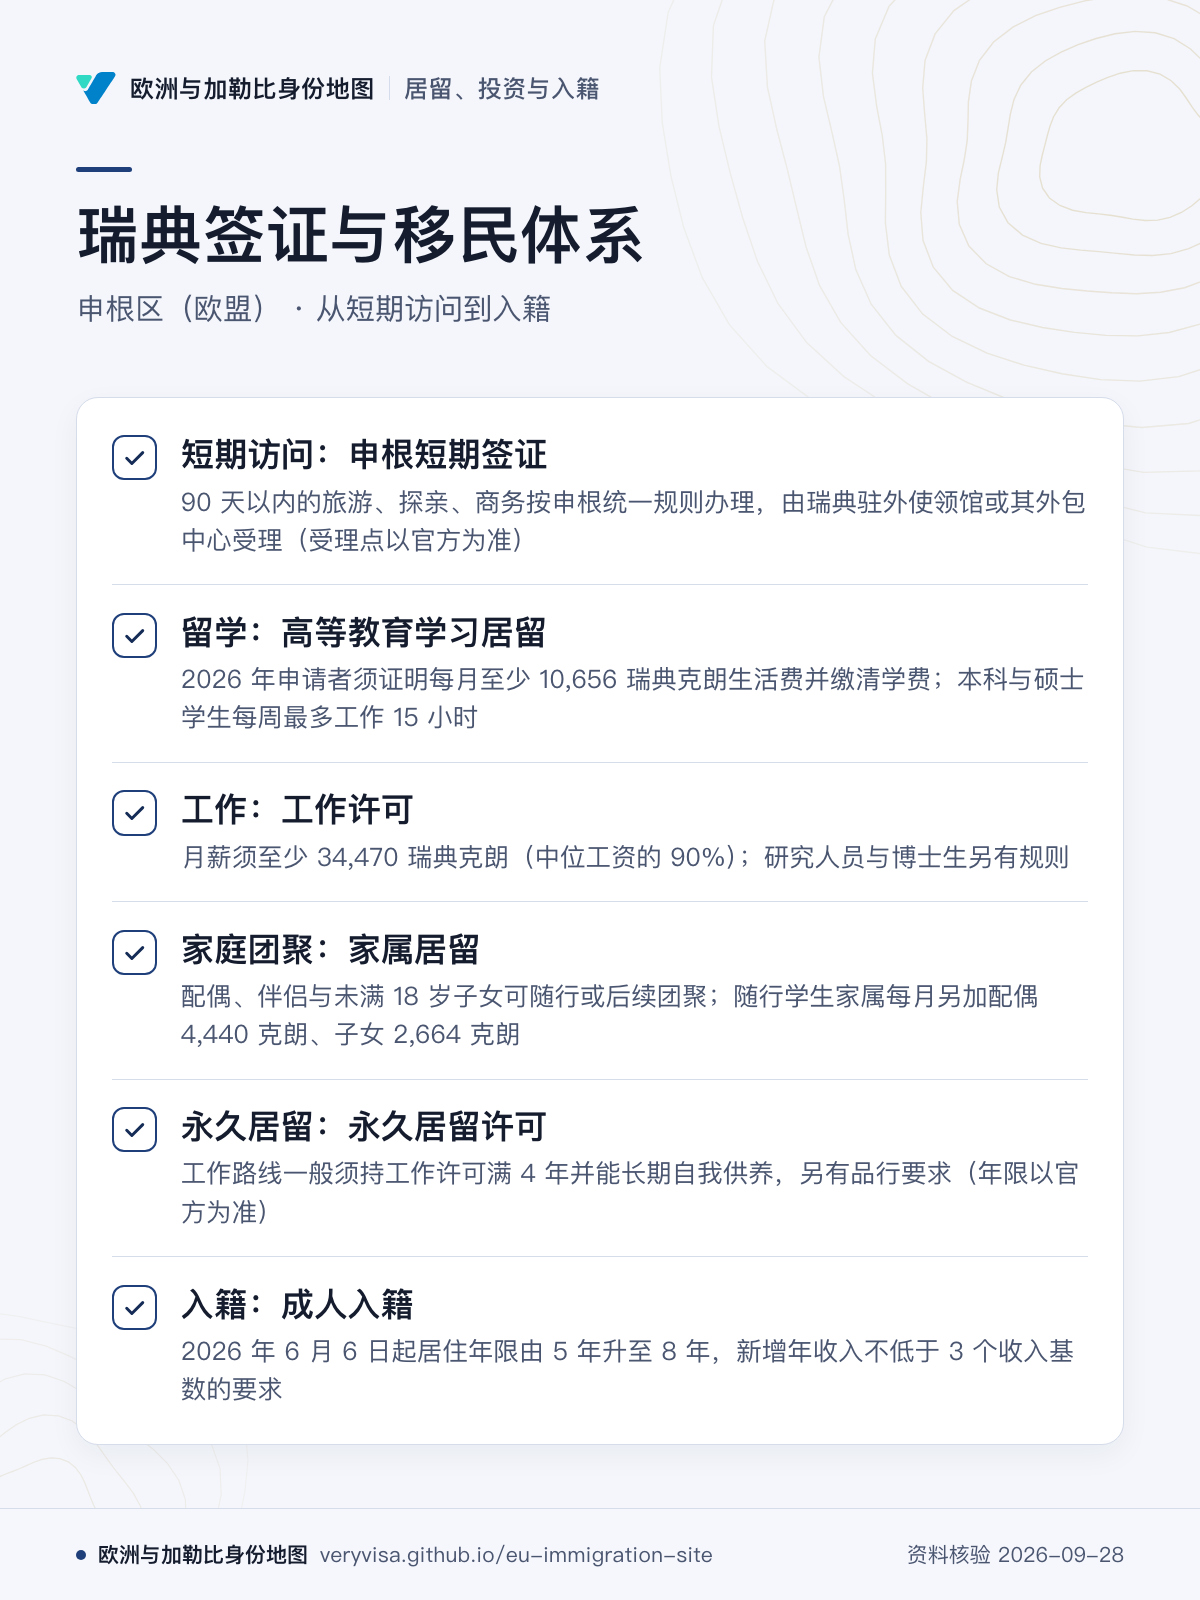 欧洲与加勒比身份地图 居留、投资与入籍
瑞典签证与移民体系
申根区（欧盟） · 从短期访问到入籍
短期访问：申根短期签证
90 天以内的旅游、探亲、商务按申根统一规则办理，由瑞典驻外使领馆或其外包
中心受理（受理点以官方为准）
留学：高等教育学习居留
2026 年申请者须证明每月至少 10,656 瑞典克朗生活费并缴清学费；本科与硕士
学生每周最多工作 15 小时
工作：工作许可
月薪须至少 34,470 瑞典克朗（中位工资的 90%）；研究人员与博士生另有规则
家庭团聚：家属居留
配偶、伴侣与未满 18 岁子女可随行或后续团聚；随行学生家属每月另加配偶
4,440 克朗、子女 2,664 克朗
永久居留：永久居留许可
工作路线一般须持工作许可满 4 年并能长期自我供养，另有品行要求（年限以官
方为准）
入籍：成人入籍
2026 年 6 月 6 日起居住年限由 5 年升至 8 年，新增年收入不低于 3 个收入基
数的要求
欧洲与加勒比身份地图 veryvisa.github.io/eu-immigration-site 资料核验 2026-09-28